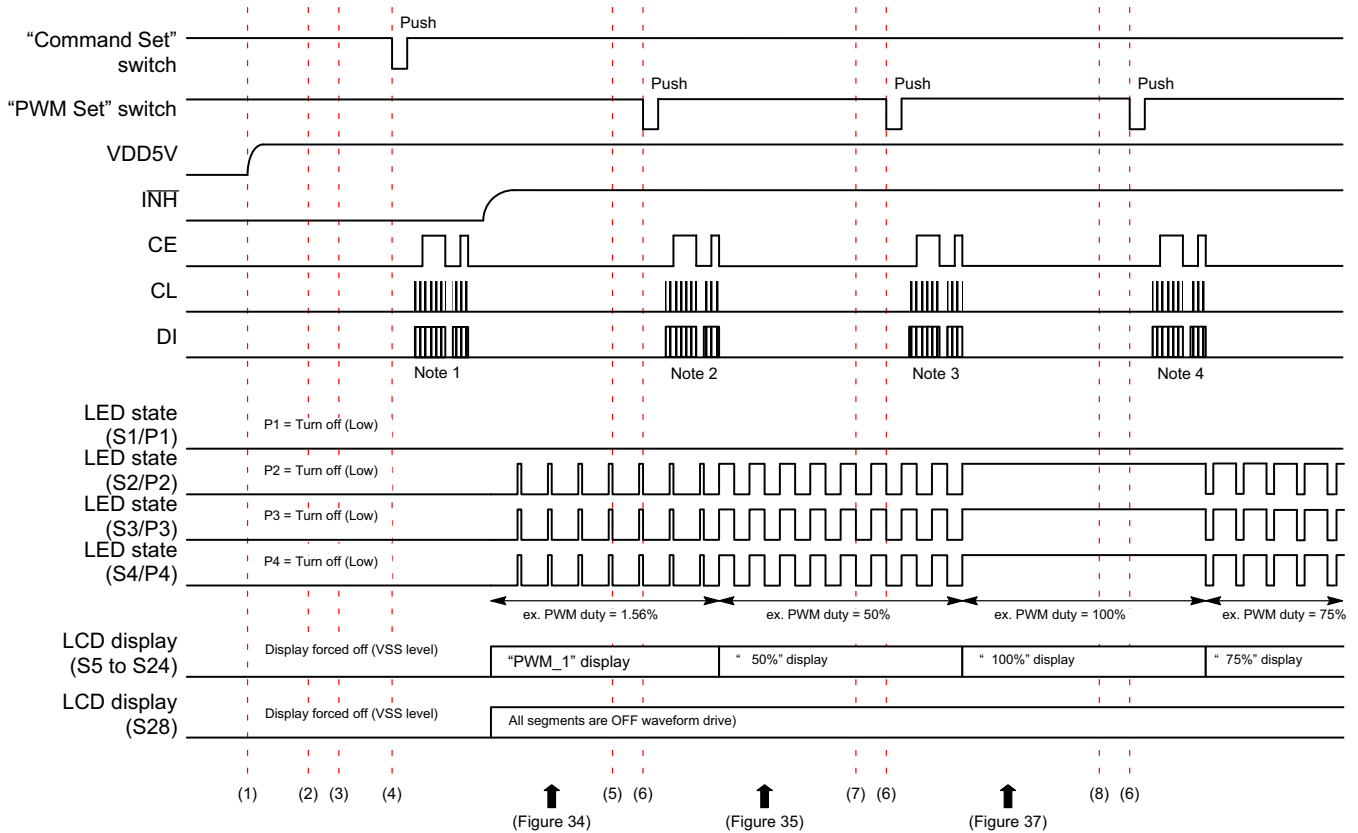 Push
“Command Set”
switch
Push
Push
Push
“PWM Set” switch
VDD5V
INH
CE
CL
DI
Note 1
Note 2
Note 3
Note 4
LED state
(S1/P1)
P1 = Turn off (Low)
LED state
(S2/P2)
P2 = Turn off (Low)
LED state
(S3/P3)
P3 = Turn off (Low)
LED state
(S4/P4)
P4 = Turn off (Low)
ex. PWM duty = 1.56%
ex. PWM duty = 50%
ex. PWM duty = 100%
ex. PWM duty = 75%
LCD display
(S5 to S24)
Display forced off (VSS level)
“PWM_1” display
“ 50%” display
“ 100%” display
“ 75%” display
LCD display
(S28)
Display forced off (VSS level)
All segments are OFF waveform drive)
(1)
(2)
(3)
(4)
(5)
(6)
(7)
(6)
(8)
(6)
(Figure 34)
(Figure 35)
(Figure 37)